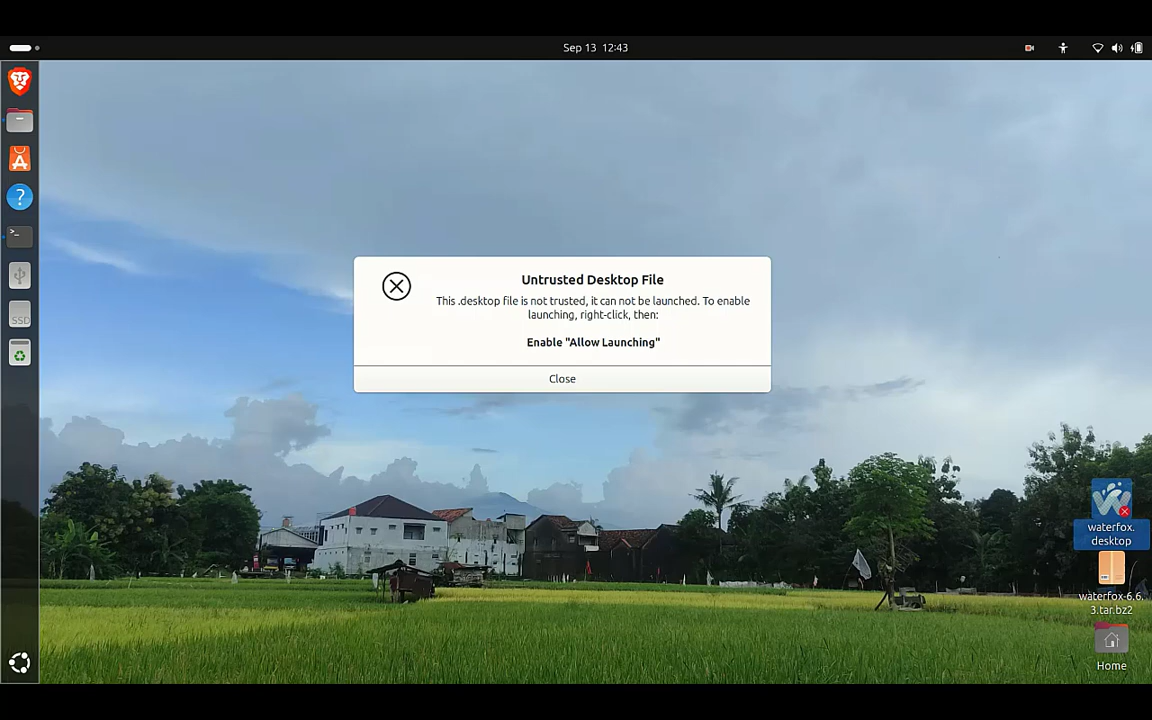 Sep 13 12:43
Untrusted Desktop File
This .desktop file is not trusted, it can not be launched. To enable
launching, right-click, then:
Enable "Allow Launching"
Close
SSD
waterfox.
desktop
waterfox-6.6.
3.tar.bz2
Home